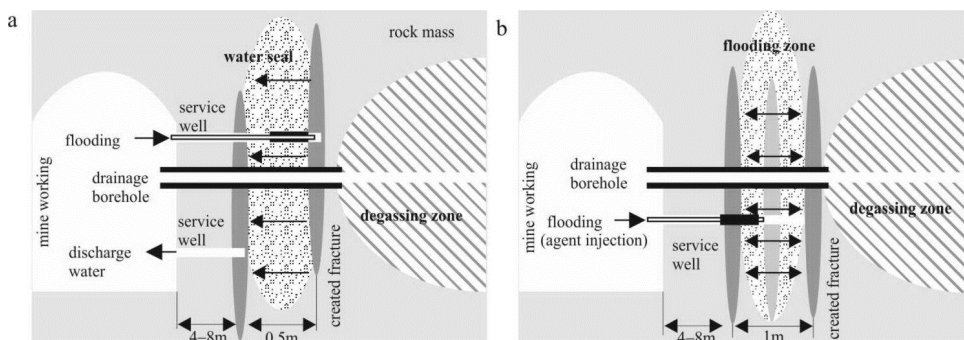 a
rock mass
water seal
service
well
flooding
drainage
borehole
mine working
service
well
degassing zone
discharge
water
created fracture
4–8m
0.5m
b
rock mass
flooding zone
drainage
borehole
mine working
degassing zone
flooding
(agent injection)
service
well
created fracture
4–8m
1m